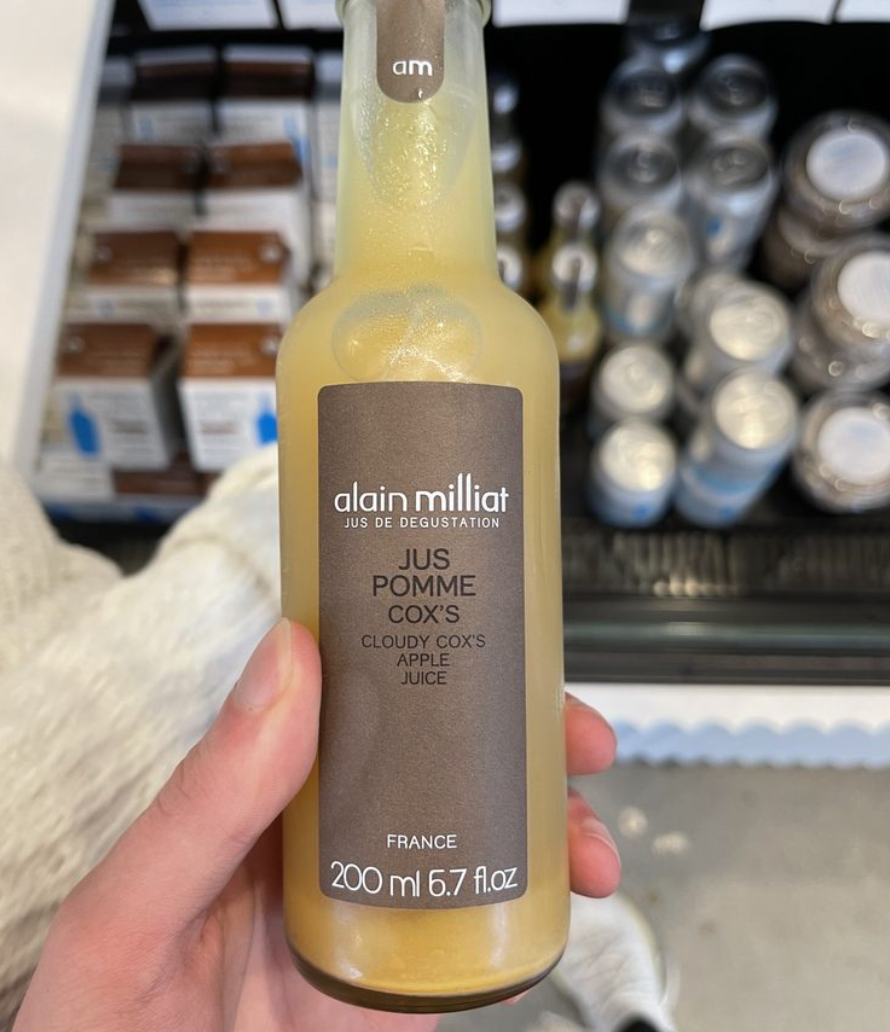 am
alain milliat
JUS DE DEGUSTATION
JUS
POMME
COX'S
CLOUDY COX'S
APPLE
JUICE
FRANCE
200 ml 6.7 fl.oz